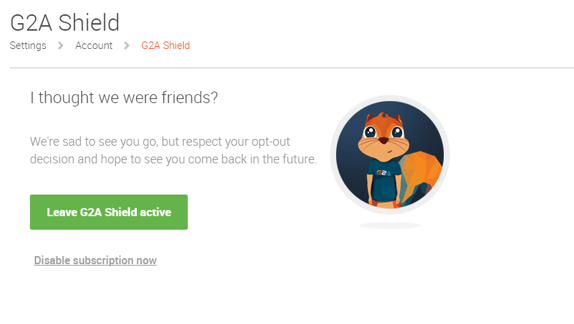 G2A Shield
Settings > Account > G2A Shield
I thought we were friends?
We're sad to see you go, but respect your opt-out
decision and hope to see you come back in the future.
G2A
Leave G2A Shield active
Disable subscription now